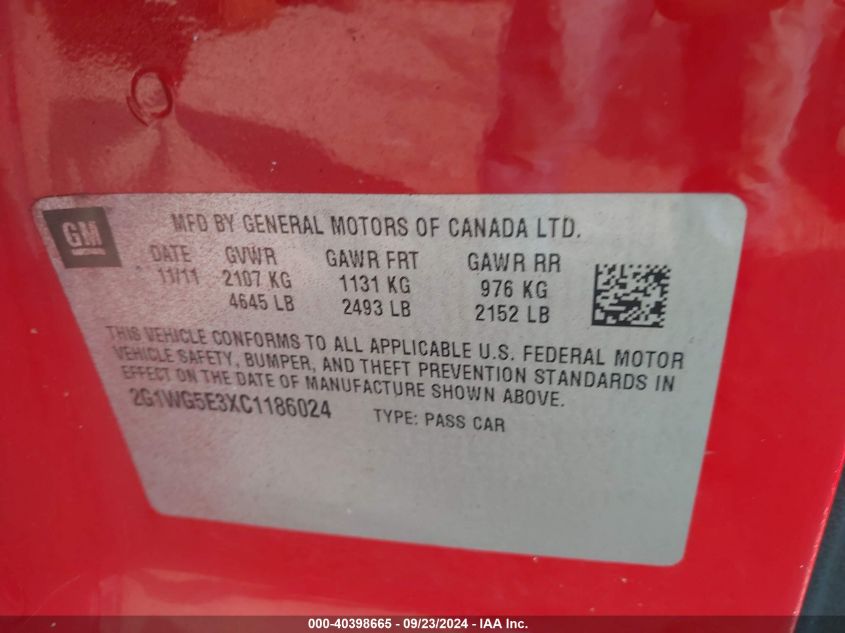 GM
MFD BY GENERAL MOTORS OF CANADA LTD.
DATE GVWR GAWR FRT GAWR RR
11/11 2107 KG 1131 KG 976 KG
4645 LB 2493 LB 2152 LB
THIS VEHICLE CONFORMS TO ALL APPLICABLE U.S. FEDERAL MOTOR
VEHICLE SAFETY, BUMPER, AND THEFT PREVENTION STANDARDS IN
EFFECT ON THE DATE OF MANUFACTURE SHOWN ABOVE.
2G1WG5E3XC1186024 TYPE: PASS CAR
000-40398665 - 09/23/2024 - IAA Inc.